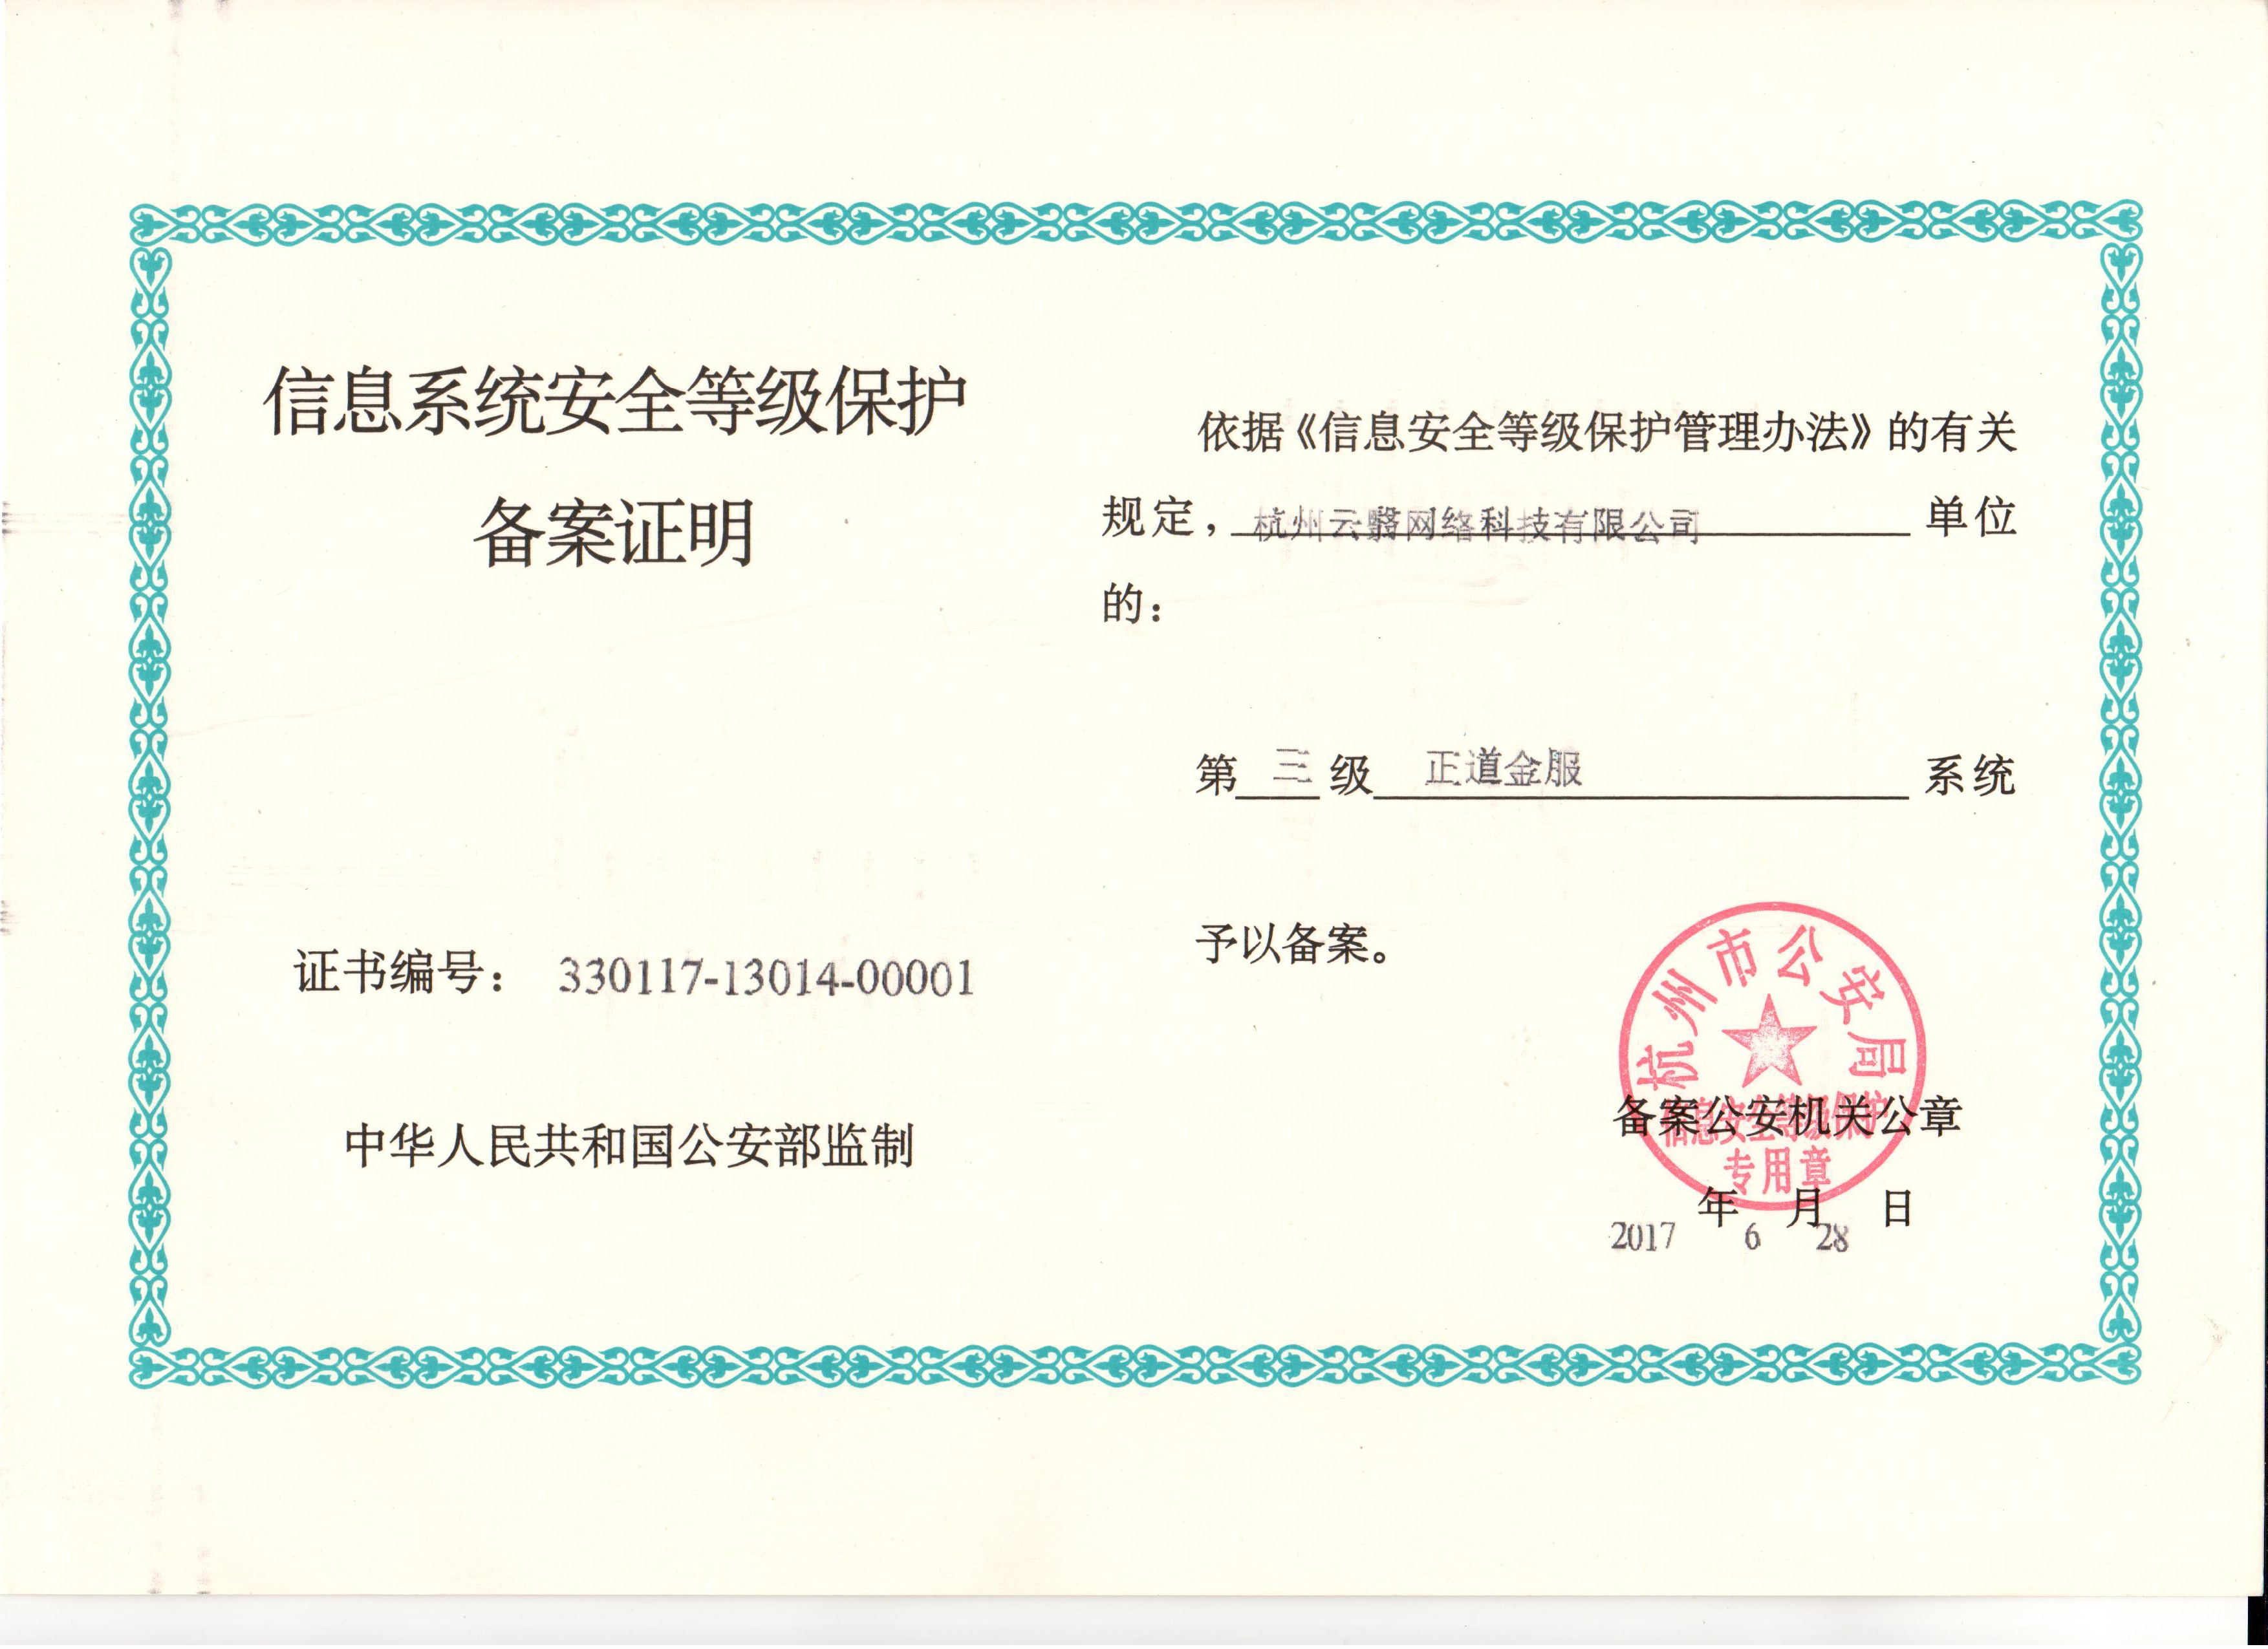 信息系统安全等级保护
备案证明
证书编号： 330117-13014-00001
中华人民共和国公安部监制
依据《信息安全等级保护管理办法》的有关
规定，杭州云翳网络科技有限公司 单位
的：
第 三 级 正道金服 系统
予以备案。
杭州市公安局
备案公安机关公章
信息安全等级保护
专用章
年 月 日
2017 6 28